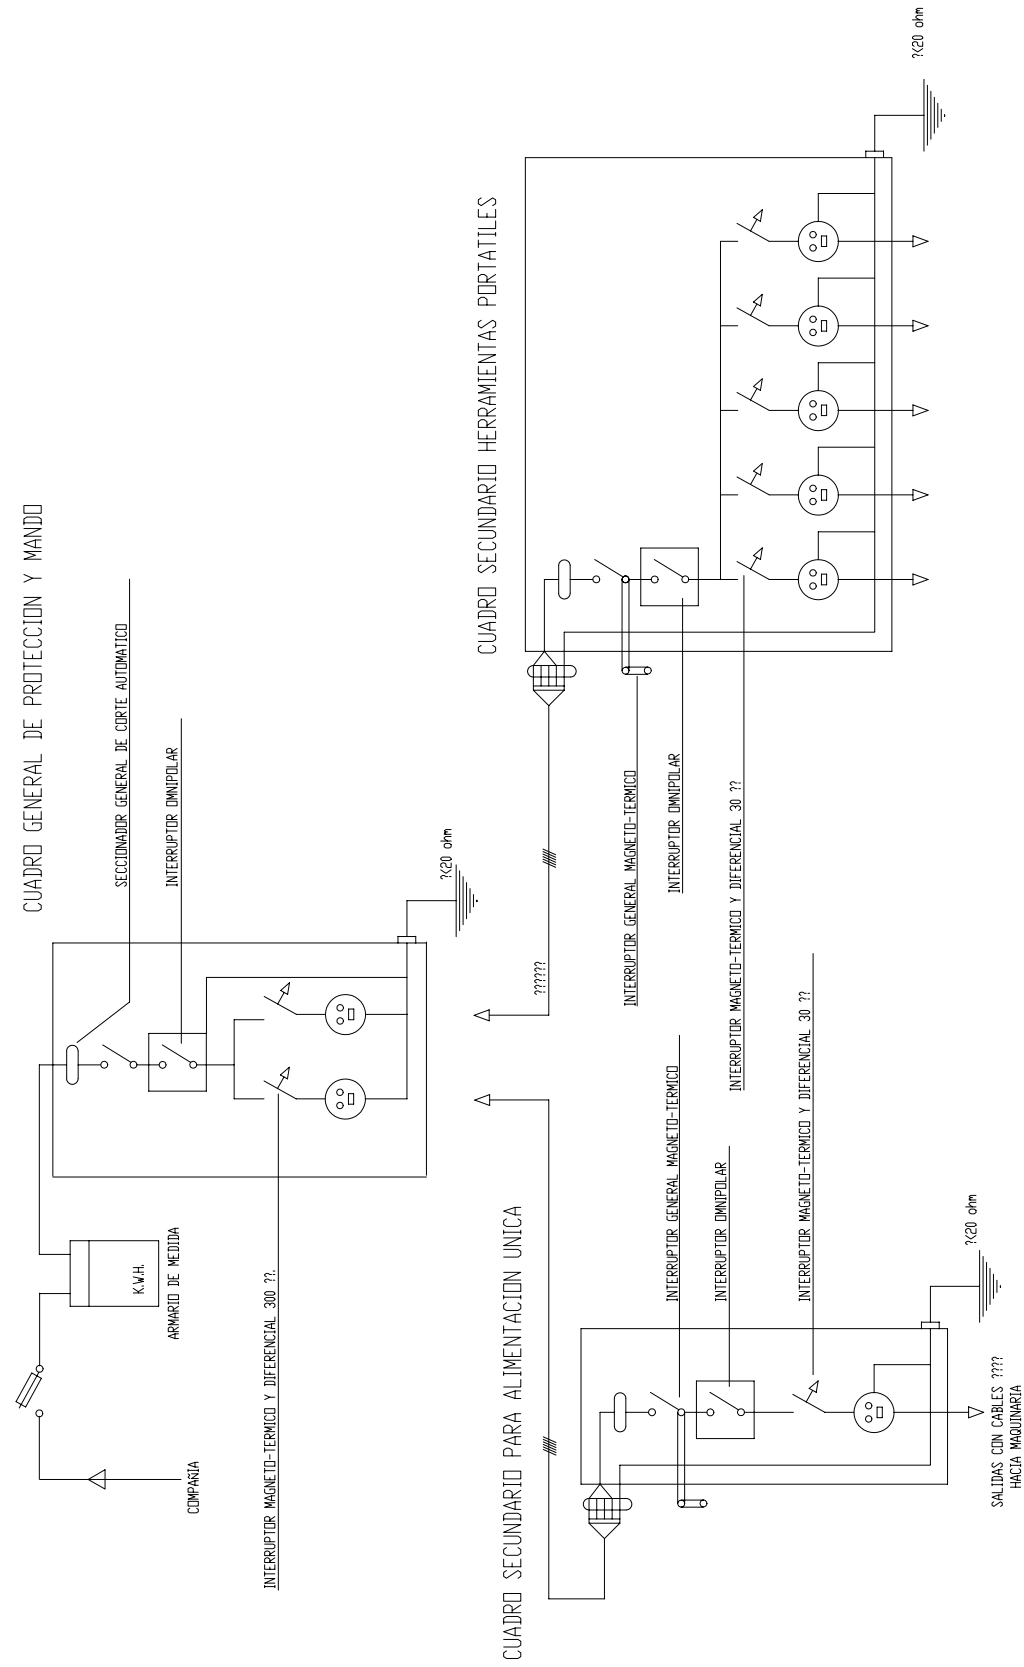 CUADRO GENERAL DE PROTECCION Y MANDO
SECCIONADOR GENERAL DE CORTE AUTOMATICO
INTERRUPTOR OMNIPOLAR
?<20 ohm
K.W.H.
ARMARIO DE MEDIDA
COMPAÑIA
INTERRUPTOR MAGNETO-TERMICO Y DIFERENCIAL 300 ??.
CUADRO SECUNDARIO HERRAMIENTAS PORTATILES
?<20 ohm
??????
INTERRUPTOR GENERAL MAGNETO-TERMICO
INTERRUPTOR OMNIPOLAR
INTERRUPTOR MAGNETO-TERMICO Y DIFERENCIAL 30 ??
CUADRO SECUNDARIO PARA ALIMENTACION UNICA
INTERRUPTOR GENERAL MAGNETO-TERMICO
INTERRUPTOR OMNIPOLAR
INTERRUPTOR MAGNETO-TERMICO Y DIFERENCIAL 30 ??
?<20 ohm
SALIDAS CON CABLES ????
HACIA MAQUINARIA